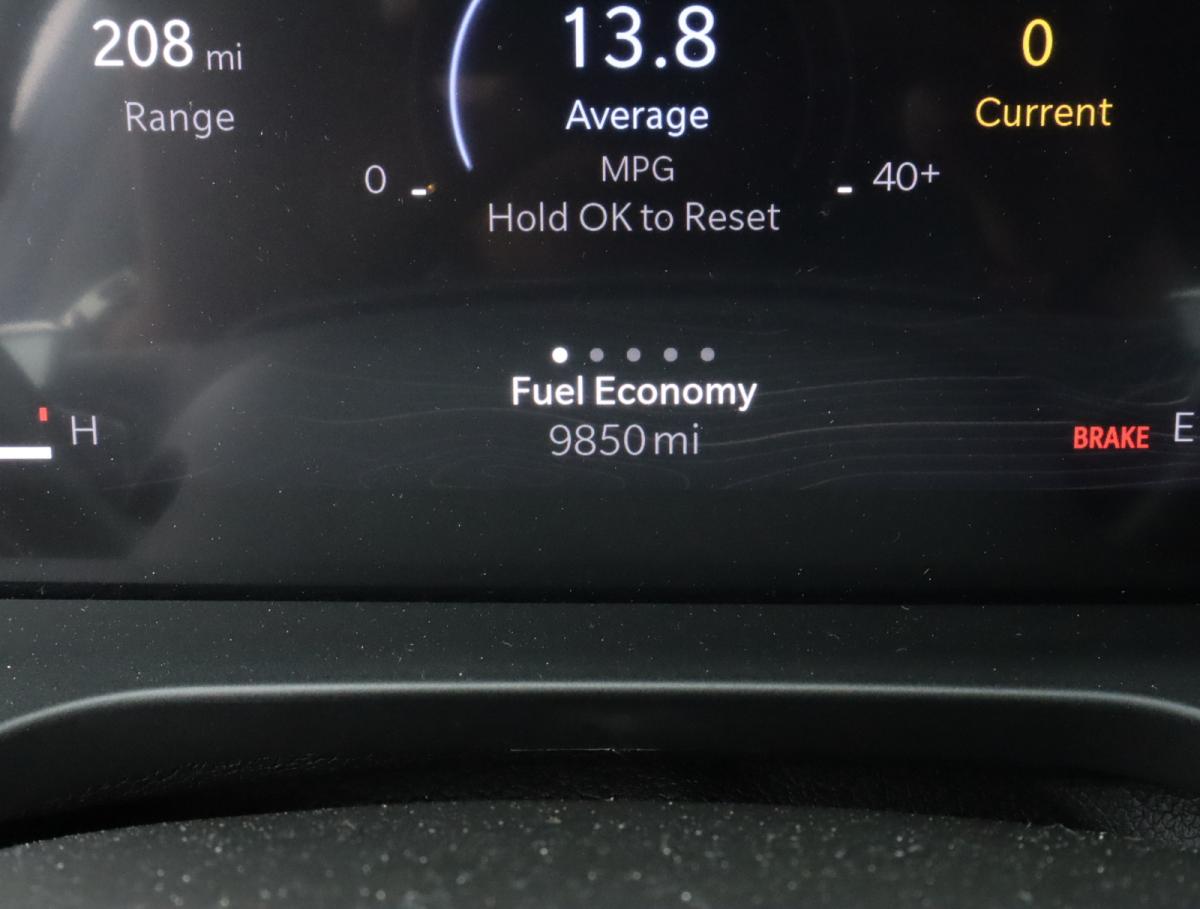 208 mi
Range
13.8
Average
MPG
Hold OK to Reset
0
Current
0
40+
Fuel Economy
9850 mi
H
BRAKE
E